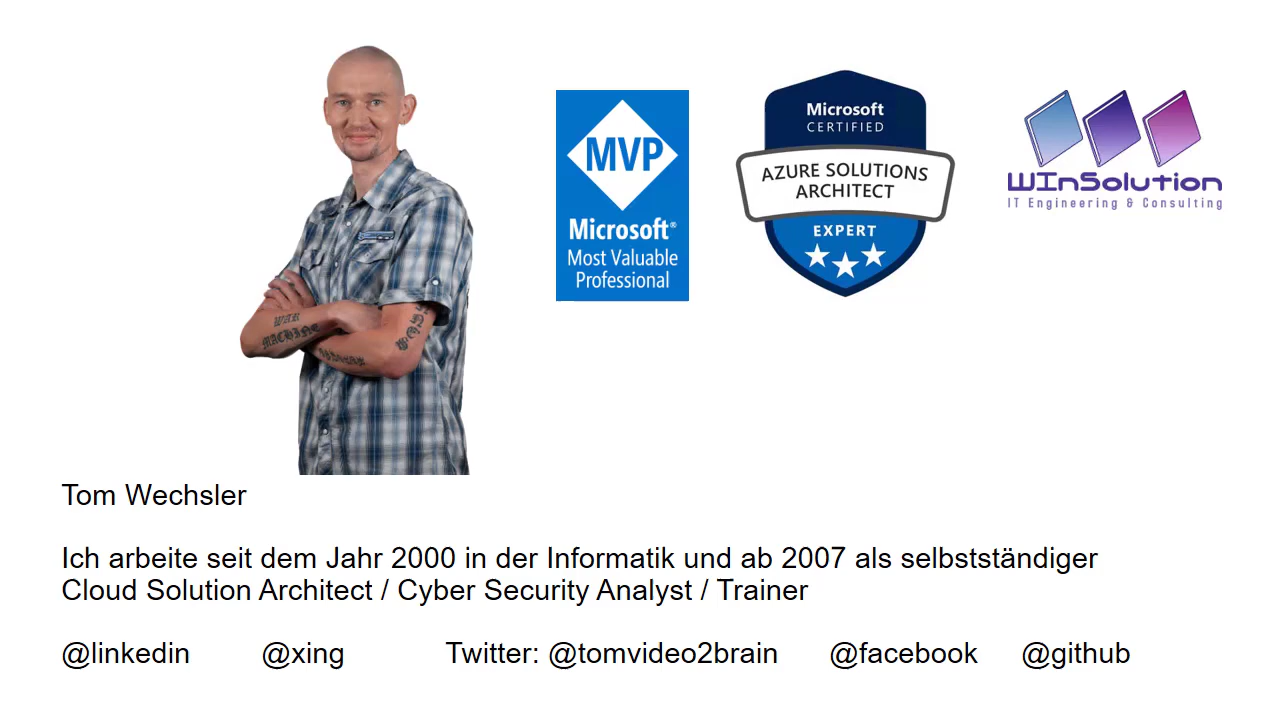 MVP
Microsoft®
Most Valuable
Professional
Microsoft
CERTIFIED
AZURE SOLUTIONS
ARCHITECT
EXPERT
WInSolution
IT Engineering & Consulting
WAR
MACHINE
Tom Wechsler
Ich arbeite seit dem Jahr 2000 in der Informatik und ab 2007 als selbstständiger
Cloud Solution Architect / Cyber Security Analyst / Trainer
@linkedin @xing Twitter: @tomvideo2brain @facebook @github